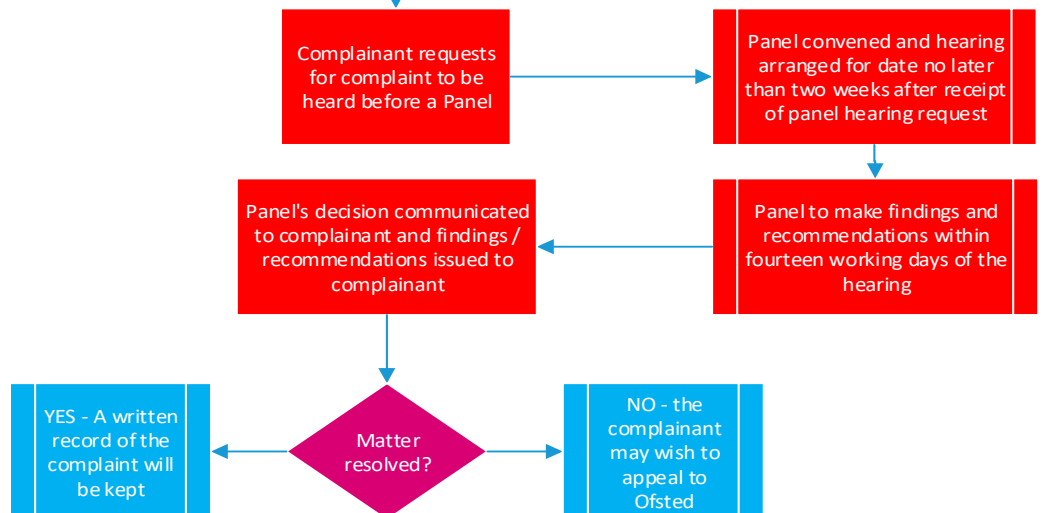 Complainant requests
for complaint to be
heard before a Panel
Panel convened and hearing
arranged for date no later
than two weeks after receipt
of panel hearing request
Panel to make findings and
recommendations within
fourteen working days of the
hearing
Panel's decision communicated
to complainant and findings /
recommendations issued to
complainant
Matter
resolved?
YES - A written
record of the
complaint will
be kept
NO - the
complainant
may wish to
appeal to
Ofsted